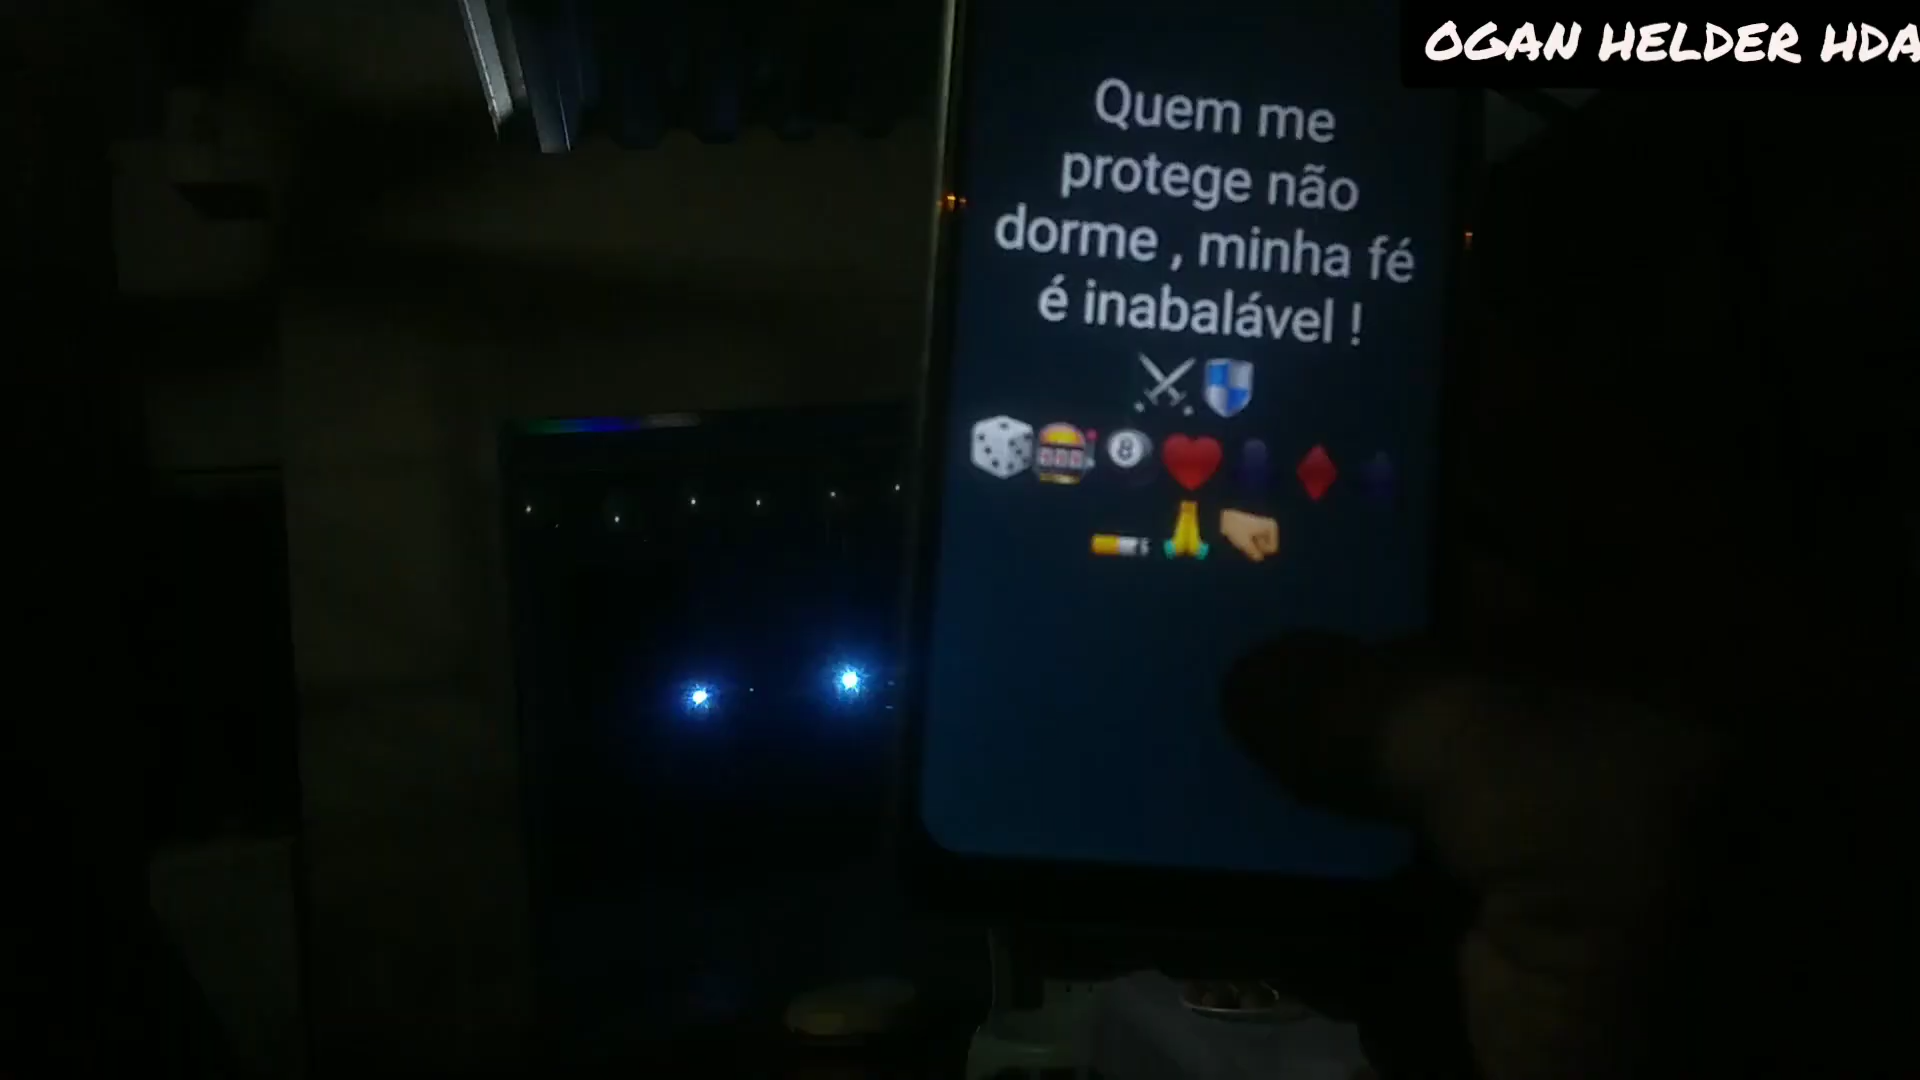 OGAN HELDER HDA
Quem me
protege não
dorme , minha fé
é inabalável !